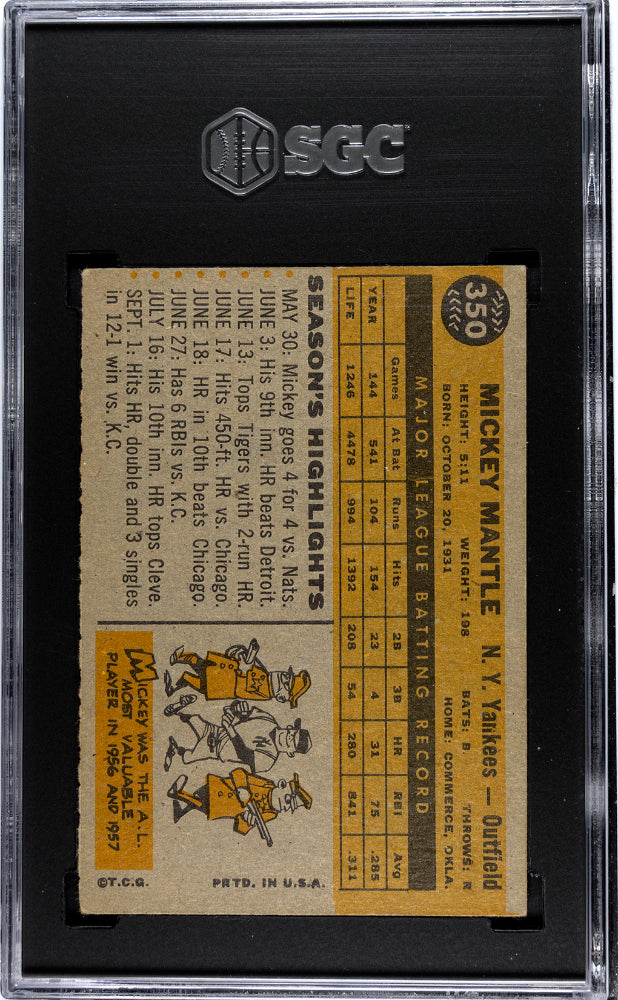 SGC
350
MICKEY MANTLE N. Y. Yankees — Outfield
HEIGHT: 5:11 WEIGHT: 198 BATS: B THROWS: R
BORN: OCTOBER 20, 1931 HOME: COMMERCE, OKLA.
MAJOR LEAGUE BATTING RECORD
Games At Bat Runs Hits 2B 3B HR RBI Avg
YEAR 144 541 104 154 23 4 31 75 .285
LIFE 1246 4478 994 1392 208 54 280 841 .311
SEASON'S HIGHLIGHTS
• MAY 30: Mickey goes 4 for 4 vs. Nats.
• JUNE 3: His 9th inn. HR beats Detroit.
• JUNE 13: Tops Tigers with 2-run HR.
• JUNE 17: Hits 450-ft. HR vs. Chicago.
• JUNE 18: HR in 10th beats Chicago.
• JUNE 27: Has 6 RBIs vs. K.C.
• JULY 16: His 10th inn. HR tops Cleve.
• SEPT. 1: Hits HR, double and 3 singles
in 12-1 win vs. K.C.
NY
MICKEY WAS THE A.L.
MOST VALUABLE
PLAYER IN 1956 AND 1957
©T.C.G. PRTD. IN U.S.A.